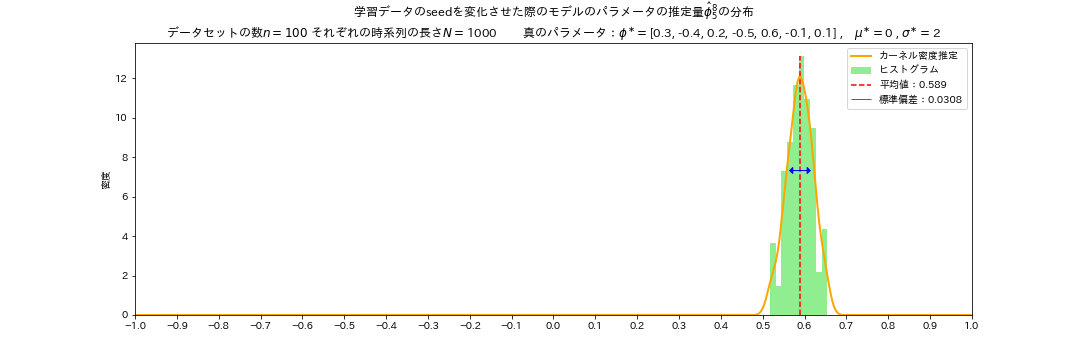 学習データのseedを変化させた際のモデルのパラメータの推定量$\hat{\phi}_5^8$の分布
データセットの数n = 100 それぞれの時系列の長さN = 1000 真のパラメータ：ϕ* = [0.3, -0.4, 0.2, -0.5, 0.6, -0.1, 0.1] , μ* = 0 , σ* = 2
カーネル密度推定
ヒストグラム
平均値：0.589
標準偏差：0.0308
密度
12
10
8
6
4
2
0
−1.0 −0.9 −0.8 −0.7 −0.6 −0.5 −0.4 −0.3 −0.2 −0.1 0.0 0.1 0.2 0.3 0.4 0.5 0.6 0.7 0.8 0.9 1.0